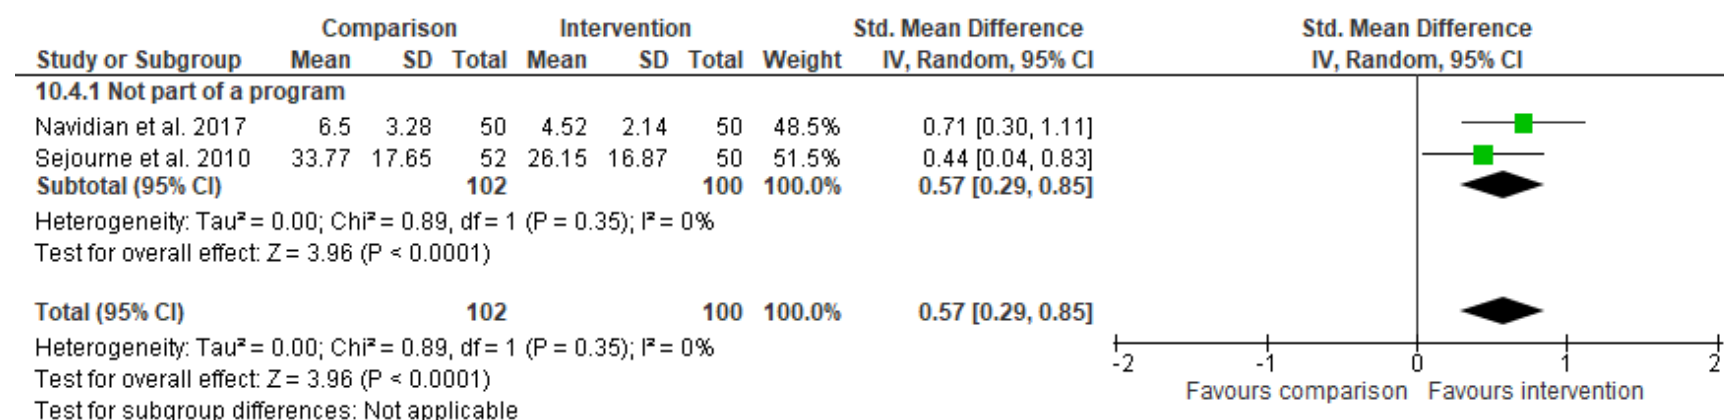 Comparison Intervention Std. Mean Difference Std. Mean Difference
Study or Subgroup Mean SD Total Mean SD Total Weight IV, Random, 95% CI IV, Random, 95% CI
10.4.1 Not part of a program
Navidian et al. 2017 6.5 3.28 50 4.52 2.14 50 48.5% 0.71 [0.30, 1.11]
Sejourne et al. 2010 33.77 17.65 52 26.15 16.87 50 51.5% 0.44 [0.04, 0.83]
Subtotal (95% CI) 102 100 100.0% 0.57 [0.29, 0.85]
Heterogeneity: Tau² = 0.00; Chi² = 0.89, df = 1 (P = 0.35); I² = 0%
Test for overall effect: Z = 3.96 (P < 0.0001)
Total (95% CI) 102 100 100.0% 0.57 [0.29, 0.85]
Heterogeneity: Tau² = 0.00; Chi² = 0.89, df = 1 (P = 0.35); I² = 0%
Test for overall effect: Z = 3.96 (P < 0.0001)
Test for subgroup differences: Not applicable
-2 -1 0 1 2
Favours comparison Favours intervention